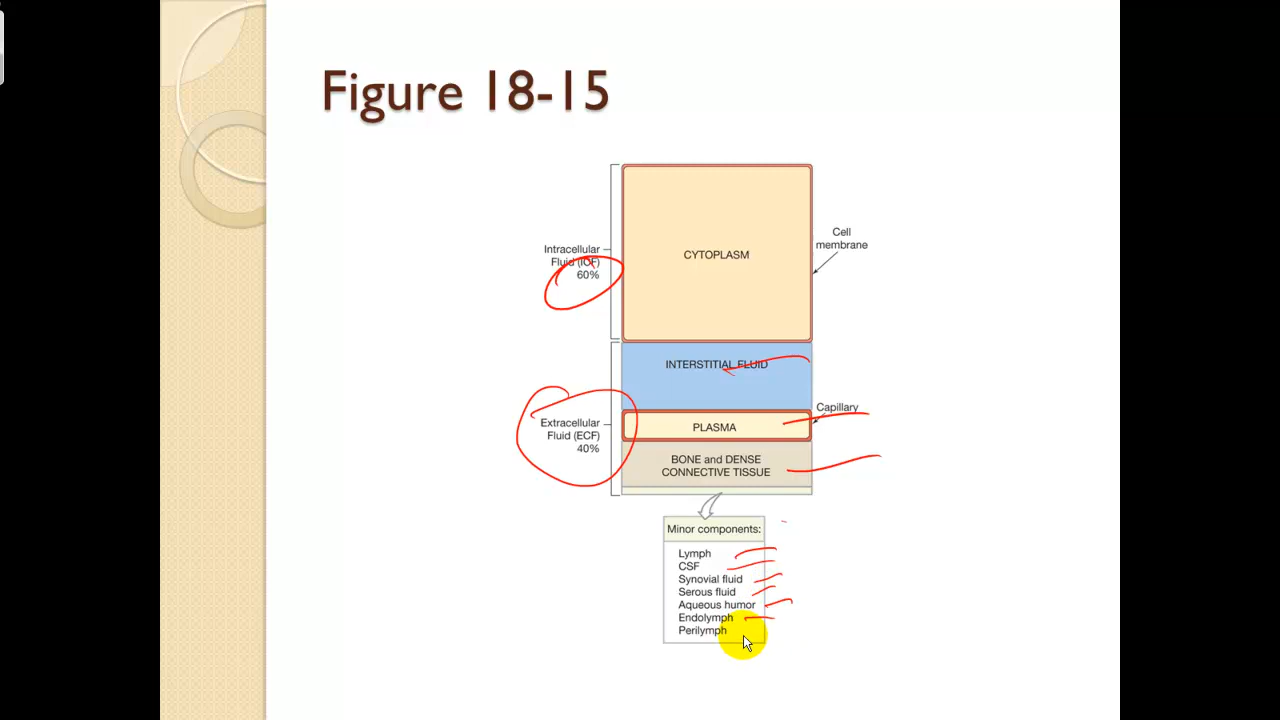 Figure 18-15
Intracellular
Fluid (ICF)
60%
CYTOPLASM
Cell
membrane
INTERSTITIAL FLUID
Extracellular
Fluid (ECF)
40%
Capillary
PLASMA
BONE and DENSE
CONNECTIVE TISSUE
Minor components:
Lymph
CSF
Synovial fluid
Serous fluid
Aqueous humor
Endolymph
Perilymph